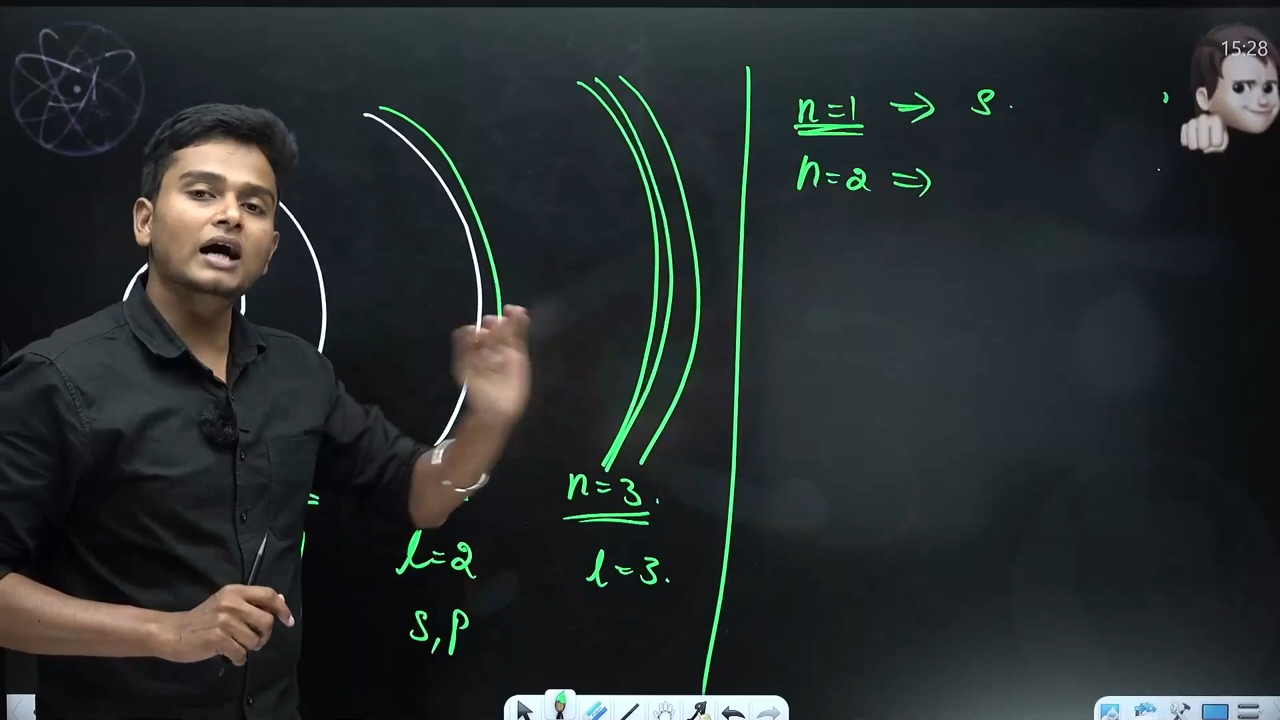 15:28
n=1 → s.
n=2 ⇒
n=3.
l=2
l=3.
s,p